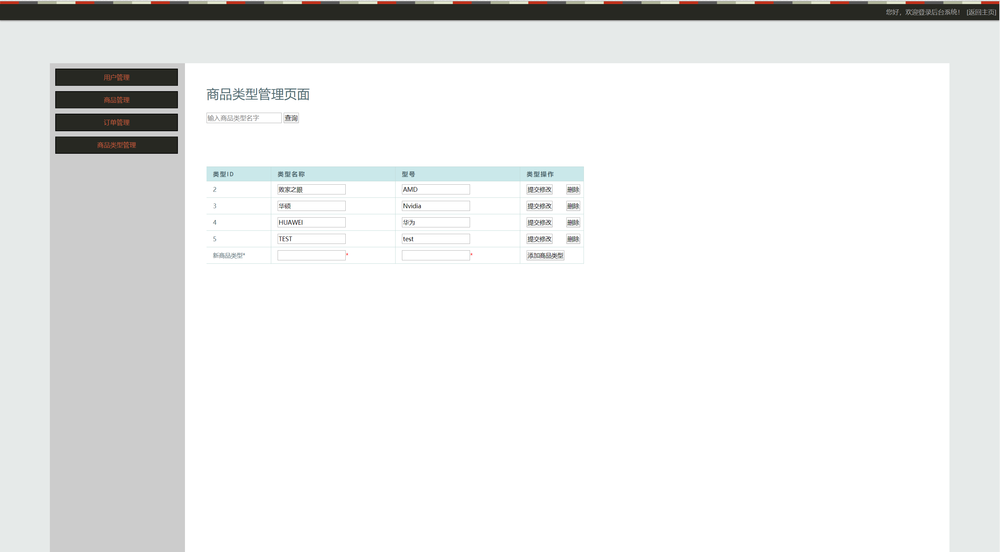 您好，欢迎登录后台系统！ [返回主页]
用户管理
商品管理
订单管理
商品类型管理
商品类型管理页面
输入商品类型名字 查询
类型ID 类型名称 型号 类型操作
2 败家之眼 AMD 提交修改 删除
3 华硕 Nvidia 提交修改 删除
4 HUAWEI 华为 提交修改 删除
5 TEST test 提交修改 删除
新商品类型* * * 添加商品类型